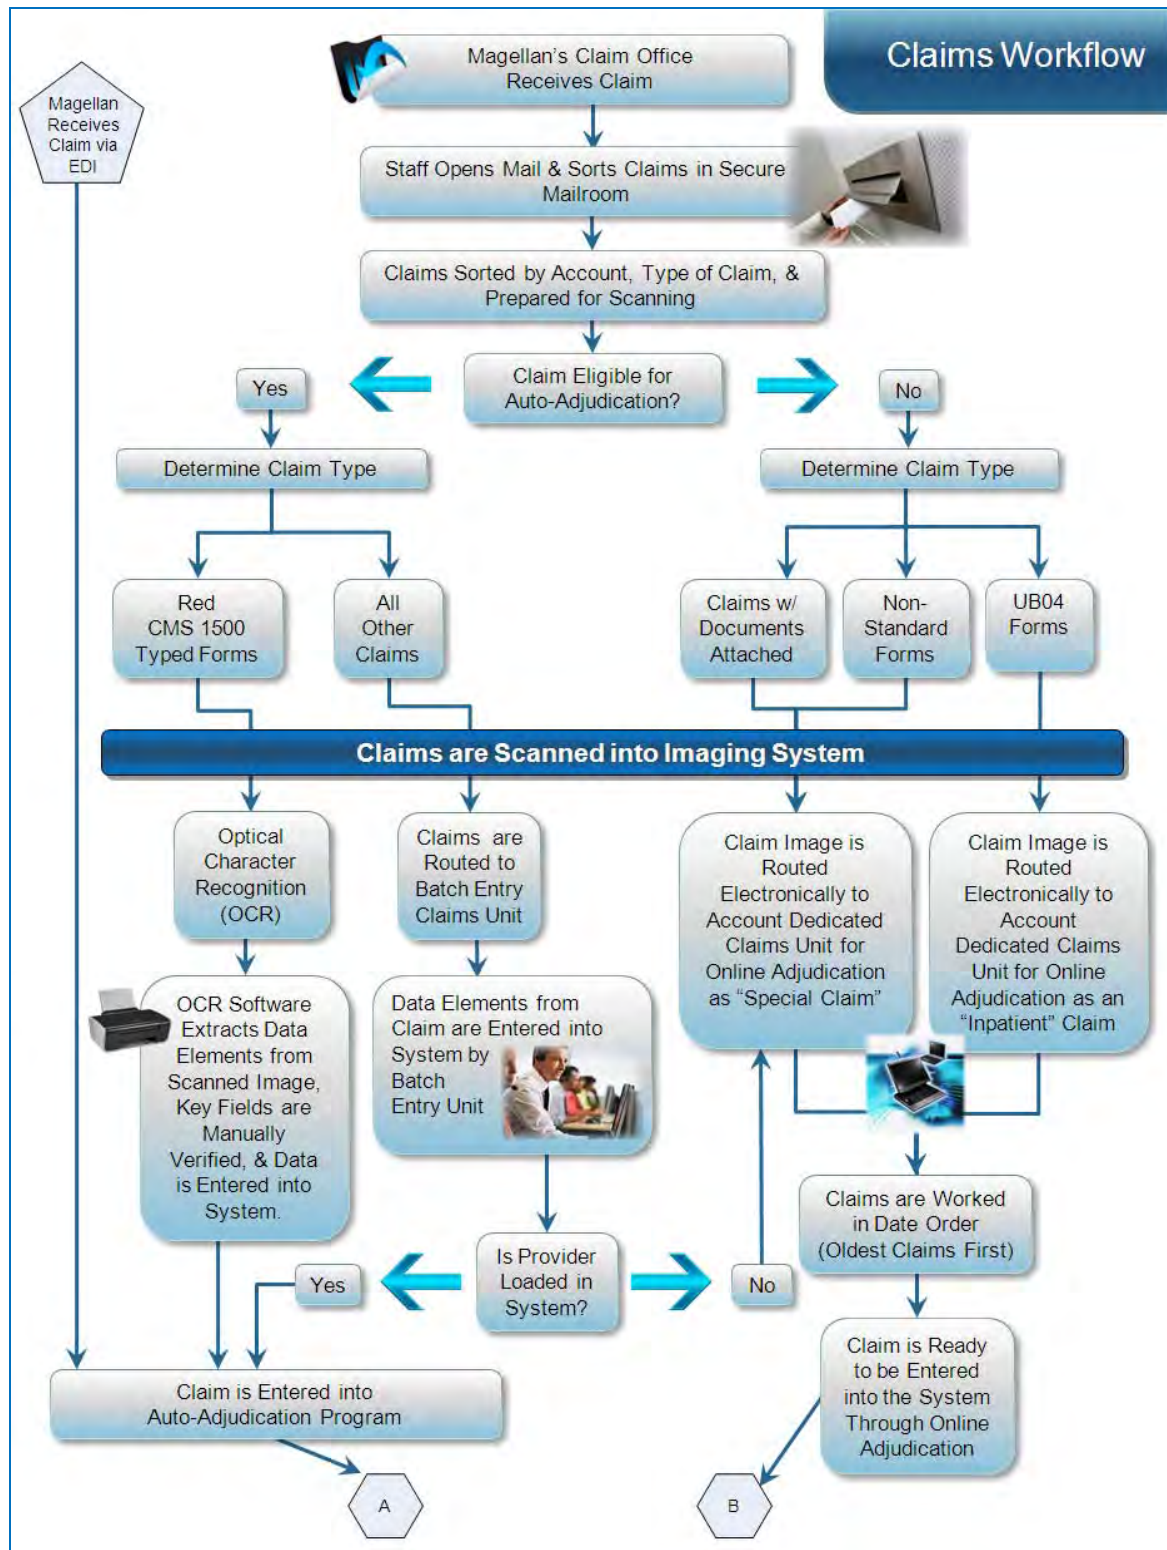 Claims Workflow
Magellan's Claim Office
Receives Claim
Magellan
Receives
Claim via
EDI
Staff Opens Mail & Sorts Claims in Secure
Mailroom
Claims Sorted by Account, Type of Claim, &
Prepared for Scanning
Claim Eligible for
Auto-Adjudication?
Yes
No
Determine Claim Type
Determine Claim Type
Red
CMS 1500
Typed Forms
All
Other
Claims
Claims w/
Documents
Attached
Non-
Standard
Forms
UB04
Forms
Claims are Scanned into Imaging System
Optical
Character
Recognition
(OCR)
Claims are
Routed to
Batch Entry
Claims Unit
Claim Image is
Routed
Electronically to
Account Dedicated
Claims Unit for
Online Adjudication
as “Special Claim”
Claim Image is
Routed
Electronically to
Account
Dedicated Claims
Unit for Online
Adjudication as an
“Inpatient” Claim
OCR Software
Extracts Data
Elements from
Scanned Image,
Key Fields are
Manually
Verified, & Data
is Entered into
System.
Data Elements from
Claim are Entered into
System by
Batch
Entry Unit
Claims are Worked
in Date Order
(Oldest Claims First)
Is Provider
Loaded in
System?
Yes
No
Claim is Ready
to be Entered
into the System
Through Online
Adjudication
Claim is Entered into
Auto-Adjudication Program
A
B